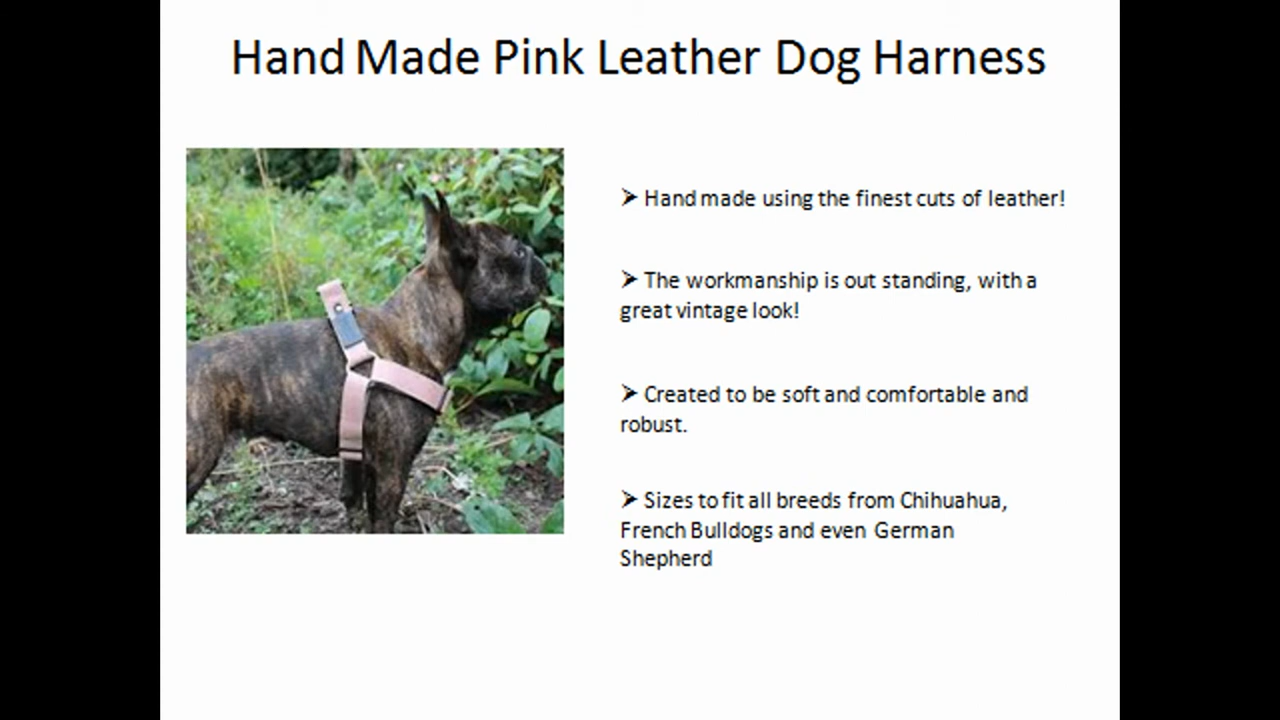 Hand Made Pink Leather Dog Harness
➢ Hand made using the finest cuts of leather!
➢ The workmanship is out standing, with a
great vintage look!
➢ Created to be soft and comfortable and
robust.
➢ Sizes to fit all breeds from Chihuahua,
French Bulldogs and even German
Shepherd